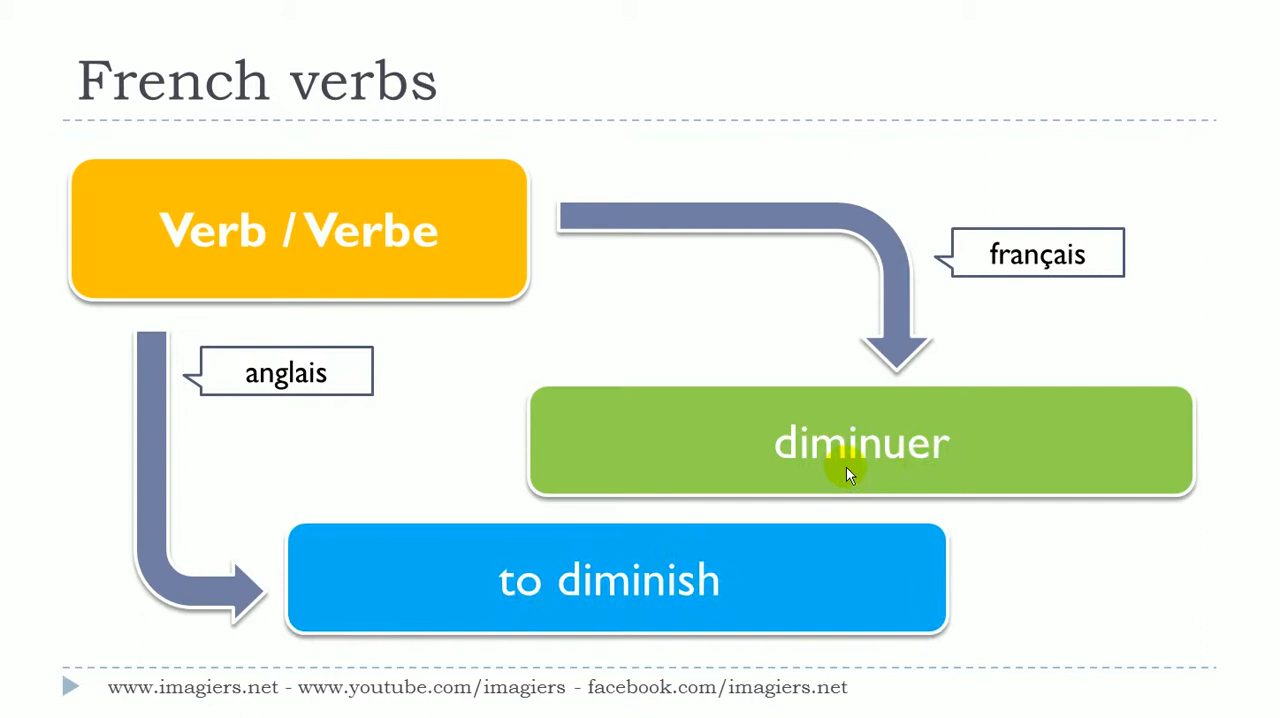 French verbs
Verb / Verbe
français
anglais
diminuer
to diminish
www.imagiers.net - www.youtube.com/imagiers - facebook.com/imagiers.net